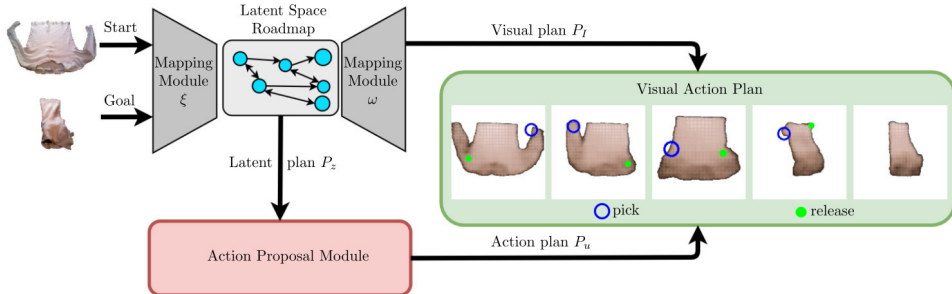 Start
Goal
Mapping
Module
ξ
Latent Space
Roadmap
Mapping
Module
ω
Visual plan P_I
Latent plan P_z
Action Proposal Module
Action plan P_u
Visual Action Plan
pick
release